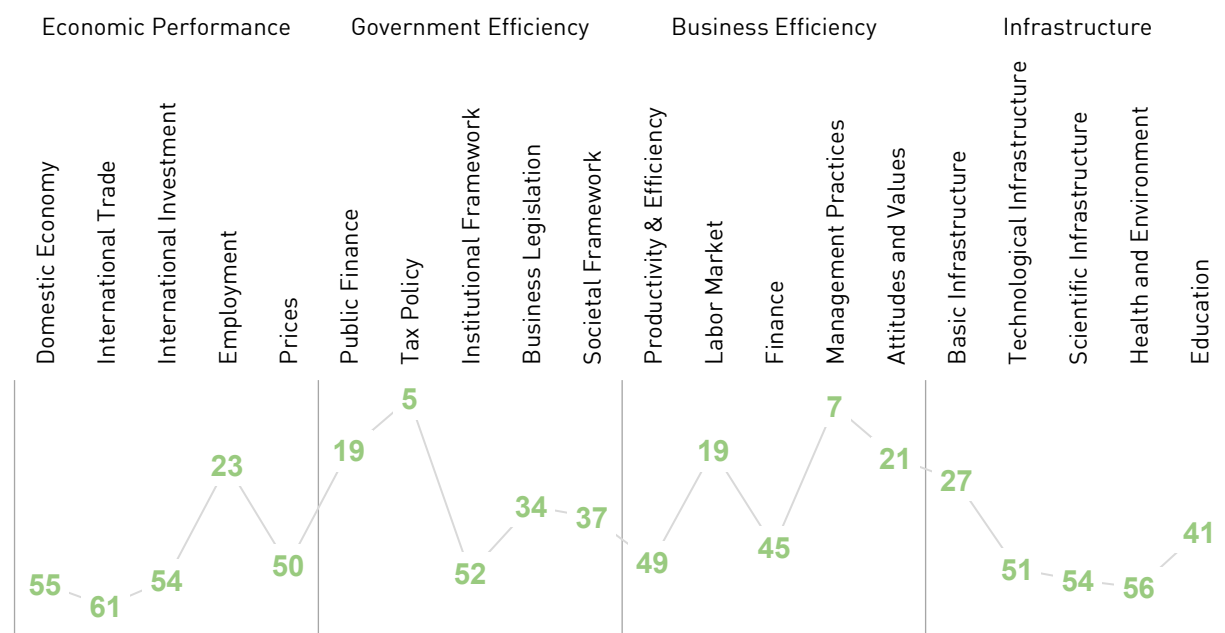 Economic Performance
Government Efficiency
Business Efficiency
Infrastructure
Domestic Economy
International Trade
International Investment
Employment
Prices
Public Finance
Tax Policy
Institutional Framework
Business Legislation
Societal Framework
Productivity & Efficiency
Labor Market
Finance
Management Practices
Attitudes and Values
Basic Infrastructure
Technological Infrastructure
Scientific Infrastructure
Health and Environment
Education
55
61
54
23
50
19
5
52
34
37
49
19
45
7
21
27
51
54
56
41